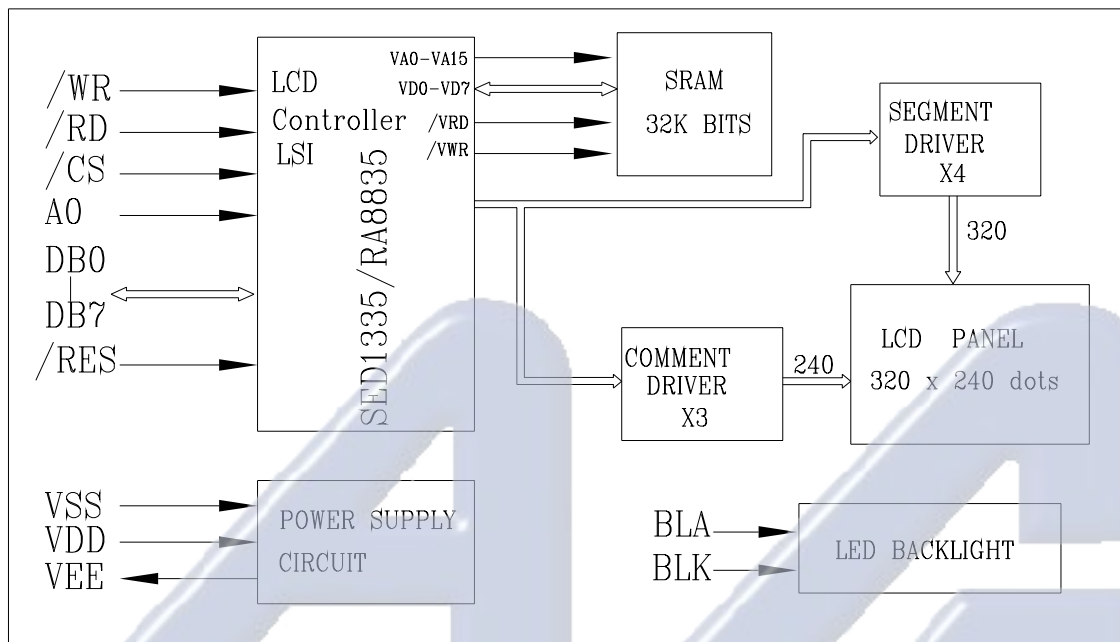 /WR
/RD
/CS
A0
DB0
DB7
/RES
LCD
Controller
LSI
SED1335/RA8835
VA0-VA15
VD0-VD7
/VRD
/VWR
SRAM
32K BITS
SEGMENT
DRIVER
X4
320
COMMENT
DRIVER
X3
240
LCD PANEL
320 x 240 dots
VSS
VDD
VEE
POWER SUPPLY
CIRCUIT
BLA
BLK
LED BACKLIGHT